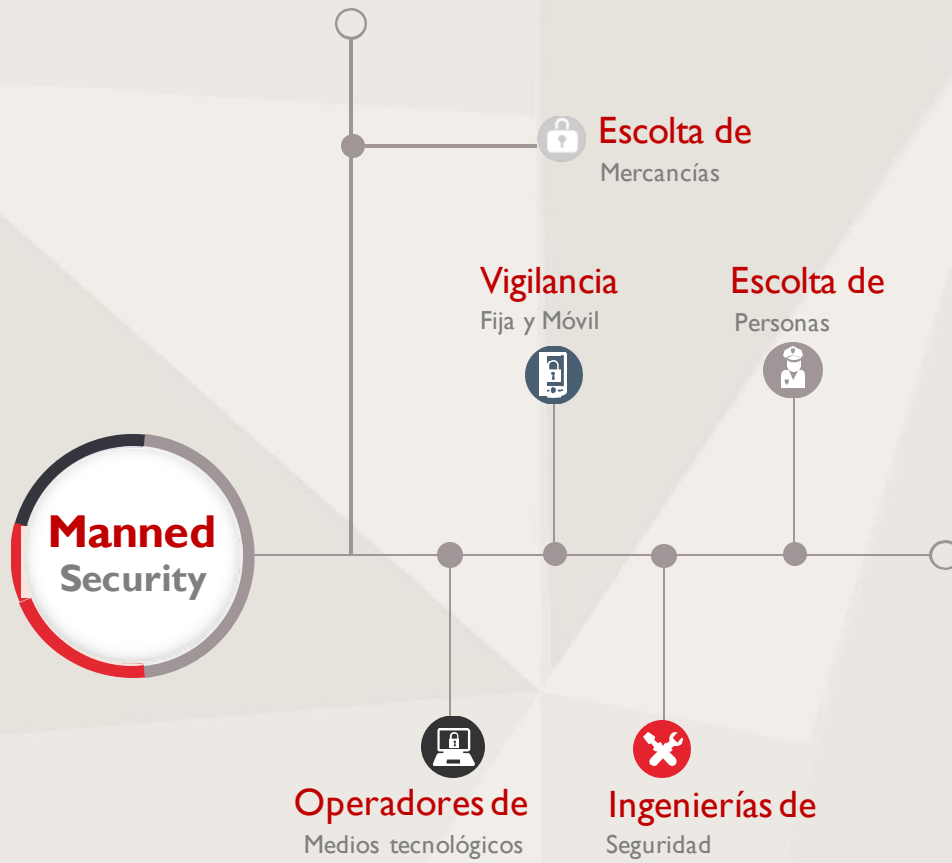 Escolta de
Mercancías
Vigilancia
Fija y Móvil
Escolta de
Personas
Manned
Security
Operadores de
Medios tecnológicos
Ingenierías de
Seguridad